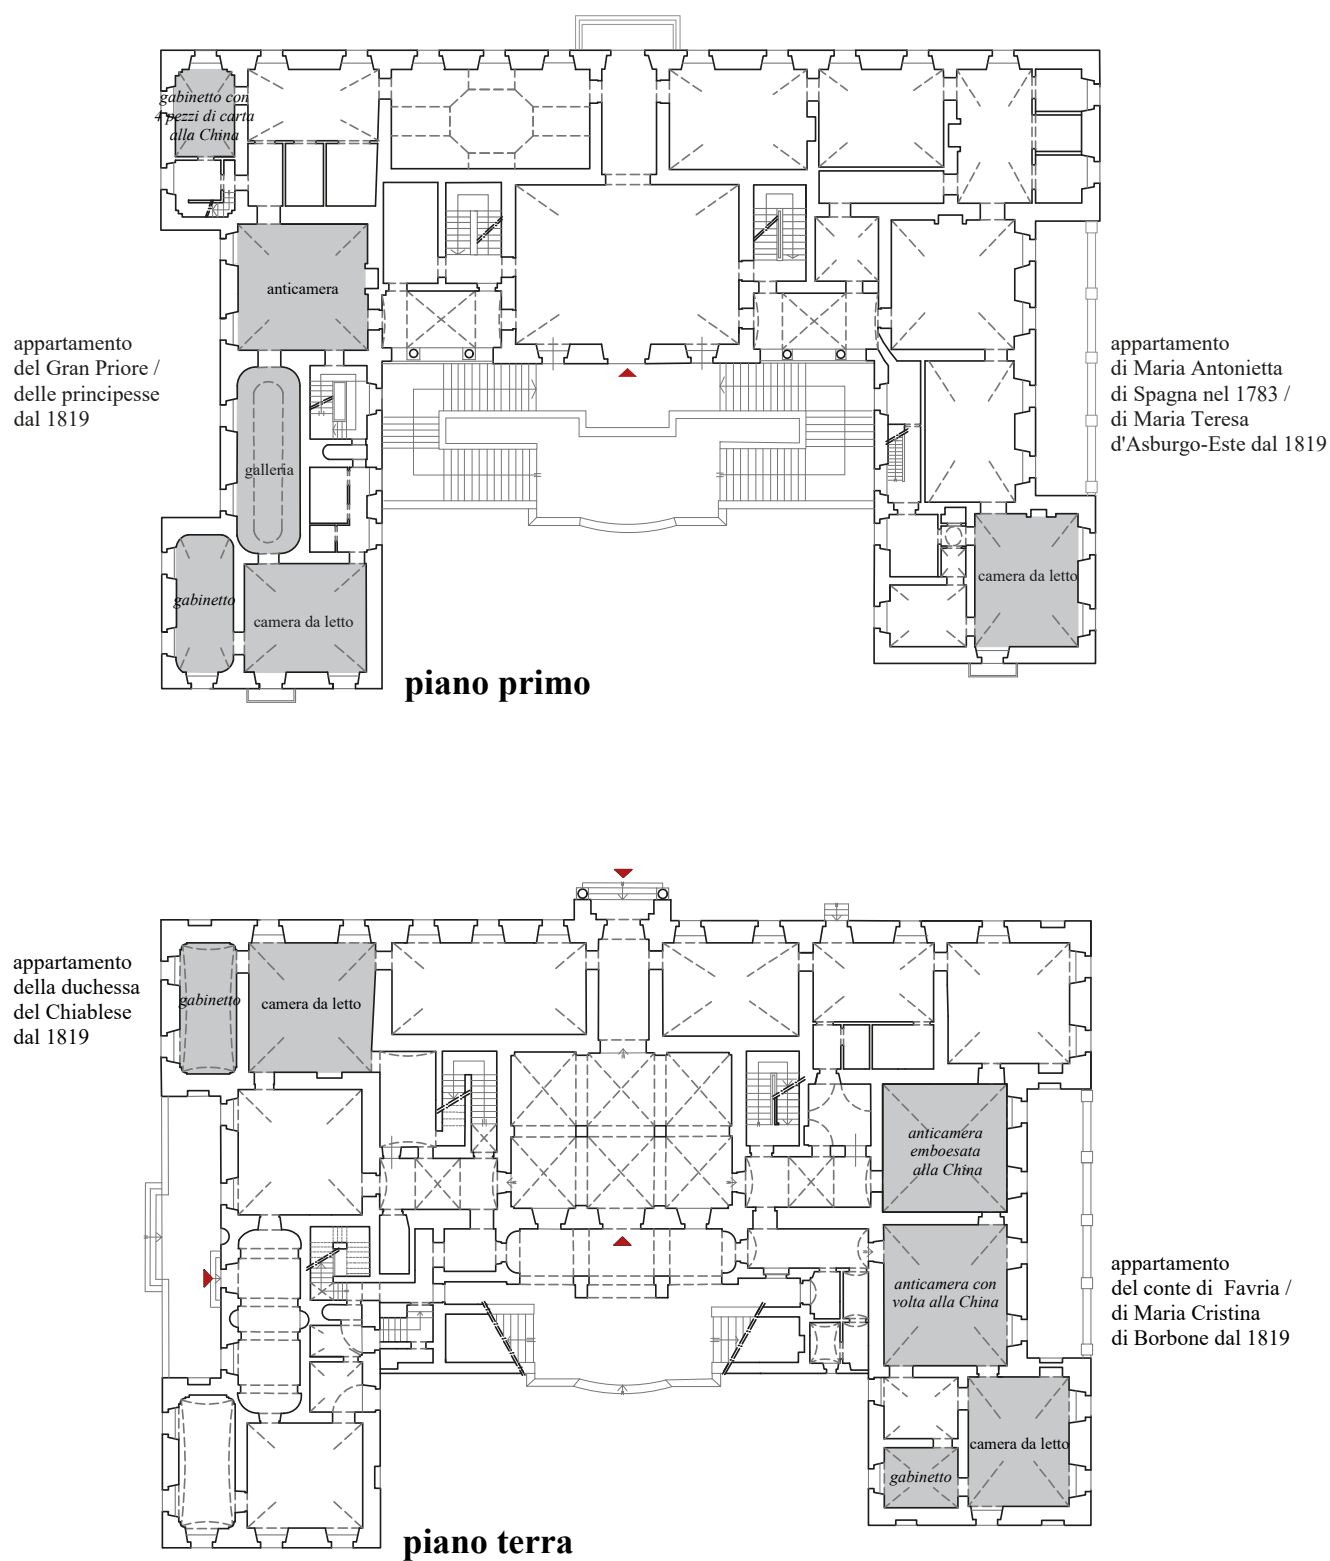 gabinetto con
4 pezzi di carta
alla China
anticamera
appartamento
del Gran Priore /
delle principesse
dal 1819
appartamento
di Maria Antonietta
di Spagna nel 1783 /
di Maria Teresa
d'Asburgo-Este dal 1819
galleria
gabinetto
camera da letto
camera da letto
piano primo
appartamento
della duchessa
del Chiablese
dal 1819
gabinetto
camera da letto
anticamera
emboesata
alla China
anticamera con
volta alla China
appartamento
del conte di Favria /
di Maria Cristina
di Borbone dal 1819
camera da letto
gabinetto
piano terra